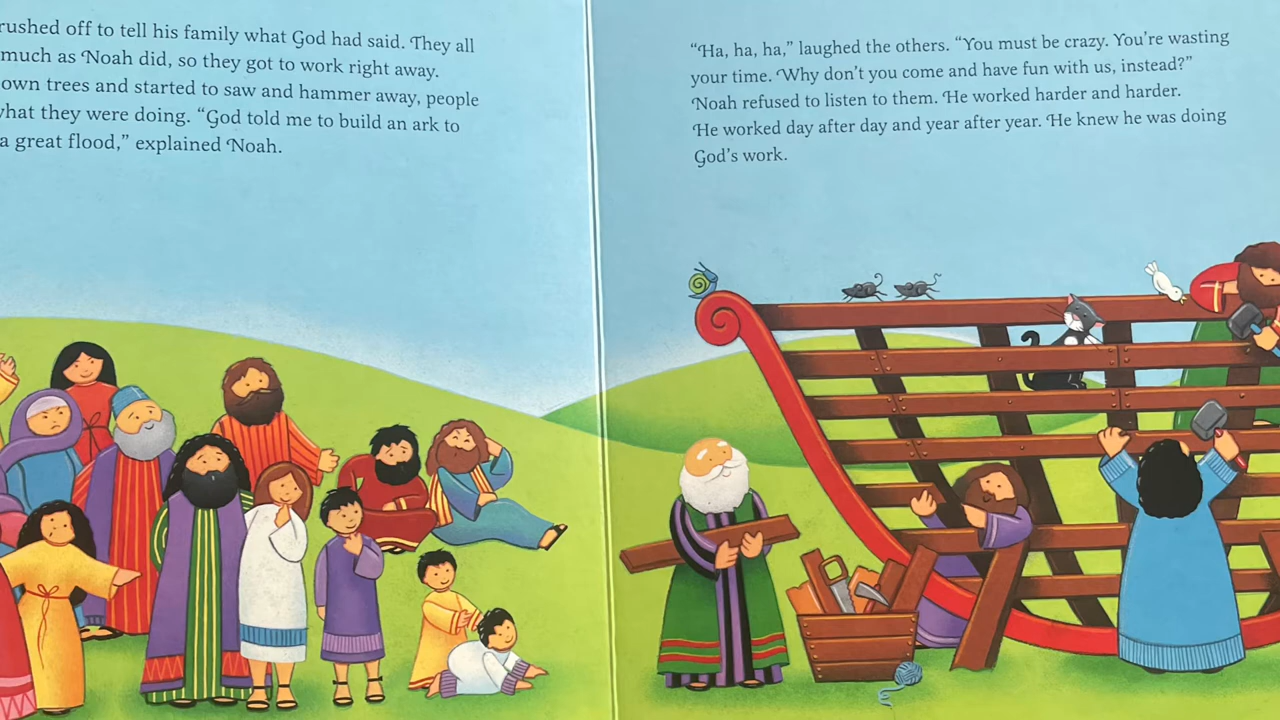 rushed off to tell his family what God had said. They all
much as Noah did, so they got to work right away.
own trees and started to saw and hammer away, people
what they were doing. “God told me to build an ark to
a great flood,” explained Noah.
“Ha, ha, ha,” laughed the others. “You must be crazy. You’re wasting
your time. Why don’t you come and have fun with us, instead?”
Noah refused to listen to them. He worked harder and harder.
He worked day after day and year after year. He knew he was doing
God’s work.